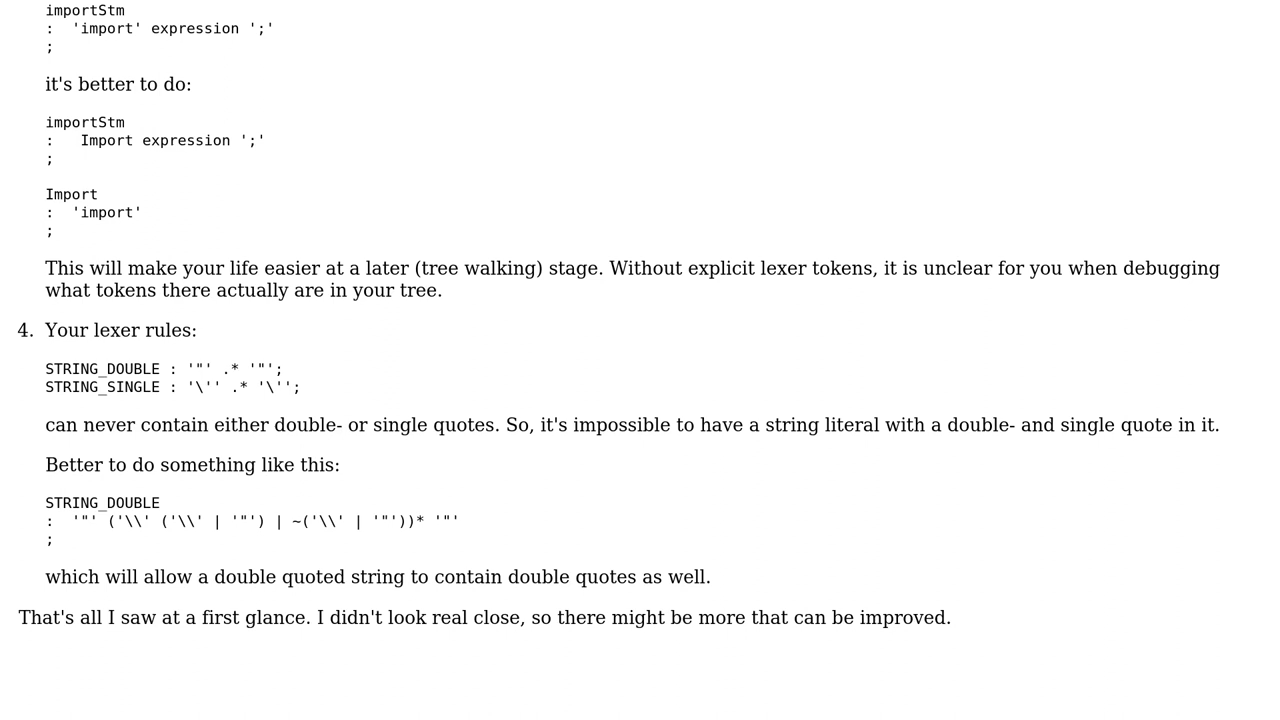 importStm
:  'import' expression ';'
;
it's better to do:
importStm
:   Import expression ';'
;
Import
:  'import'
;
This will make your life easier at a later (tree walking) stage. Without explicit lexer tokens, it is unclear for you when debugging
what tokens there actually are in your tree.
4. Your lexer rules:
STRING_DOUBLE : '"' .* '"';
STRING_SINGLE : '\'' .* '\'';
can never contain either double- or single quotes. So, it's impossible to have a string literal with a double- and single quote in it.
Better to do something like this:
STRING_DOUBLE
:  '"' ('\\' ('\\' | '"') | ~('\\' | '"'))* '"'
;
which will allow a double quoted string to contain double quotes as well.
That's all I saw at a first glance. I didn't look real close, so there might be more that can be improved.